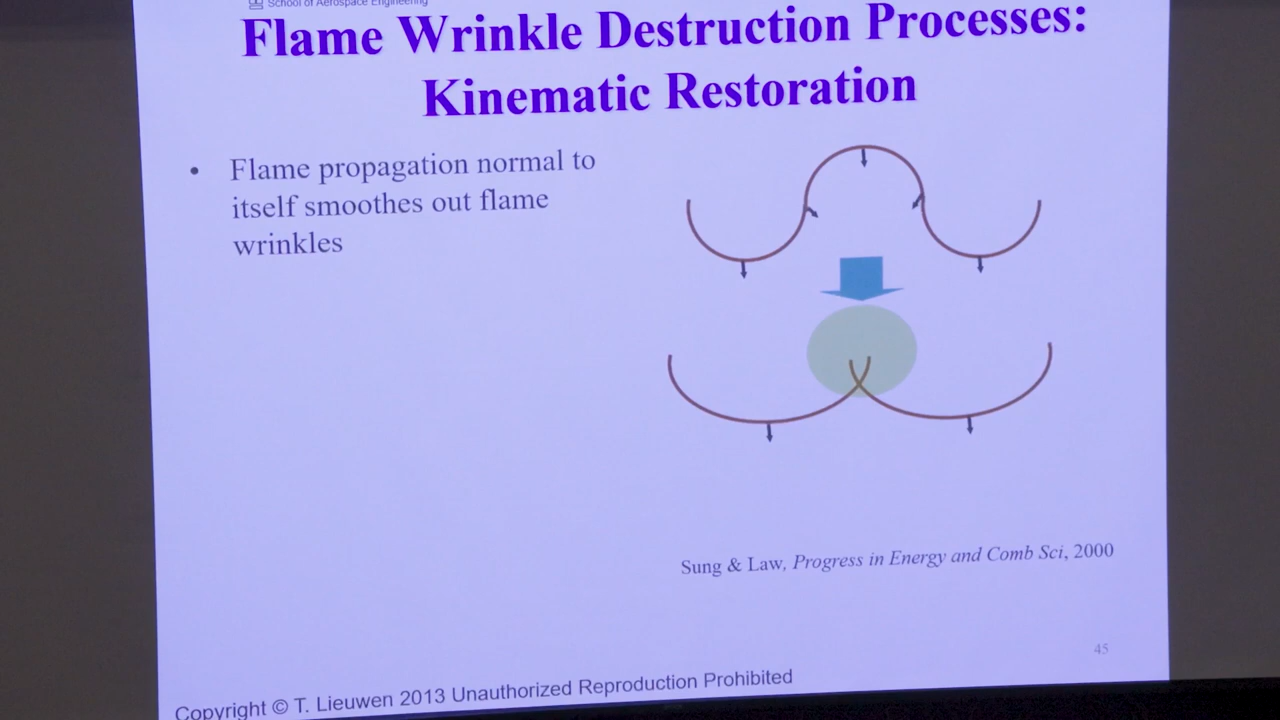 School of Aerospace Engineering
Flame Wrinkle Destruction Processes:
Kinematic Restoration
• Flame propagation normal to
itself smoothes out flame
wrinkles
Sung & Law, Progress in Energy and Comb Sci, 2000
45
Copyright © T. Lieuwen 2013 Unauthorized Reproduction Prohibited